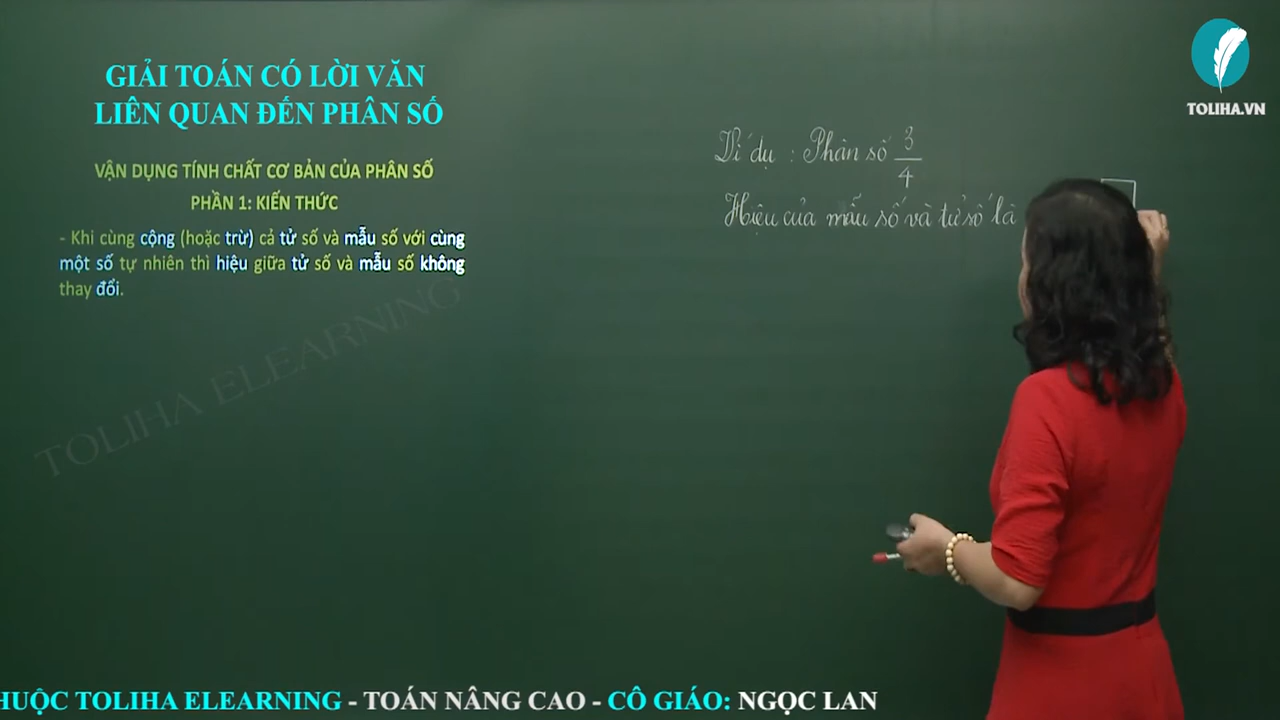 GIẢI TOÁN CÓ LỜI VĂN
LIÊN QUAN ĐẾN PHÂN SỐ
VẬN DỤNG TÍNH CHẤT CƠ BẢN CỦA PHÂN SỐ
PHẦN 1: KIẾN THỨC
- Khi cùng cộng (hoặc trừ) cả tử số và mẫu số với cùng
một số tự nhiên thì hiệu giữa tử số và mẫu số không
thay đổi.
TOLIHA ELEARNING
TOLIHA.VN
Ví dụ : Phân số 3/4
Hiệu của mẫu số và tử số là
HUỘC TOLIHA ELEARNING - TOÁN NÂNG CAO - CÔ GIÁO: NGỌC LAN